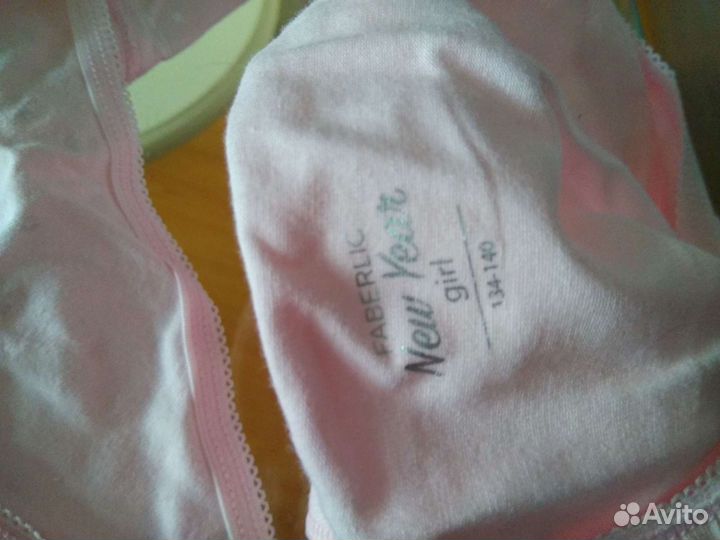 FABERLIC
New Year
girl
134-140
Avito